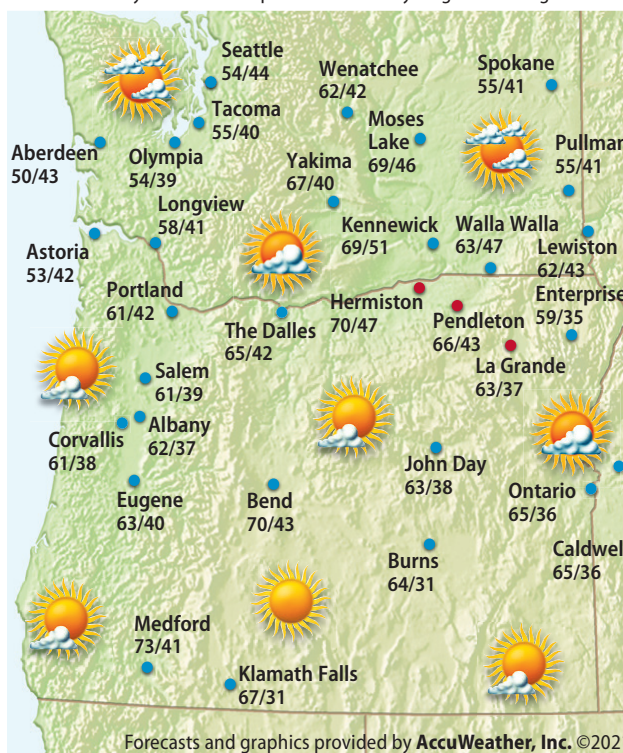 Seattle
54/44
Wenatchee
62/42
Spokane
55/41
Tacoma
55/40
Moses
Lake
69/46
Aberdeen
50/43
Olympia
54/39
Yakima
67/40
Pullman
55/41
Longview
58/41
Kennewick
69/51
Walla Walla
63/47
Lewiston
62/43
Astoria
53/42
Portland
61/42
The Dalles
65/42
Hermiston
70/47
Pendleton
66/43
Enterprise
59/35
La Grande
63/37
Salem
61/39
Corvallis
61/38
Albany
62/37
John Day
63/38
Eugene
63/40
Bend
70/43
Ontario
65/36
Burns
64/31
Caldwel
65/36
Medford
73/41
Klamath Falls
67/31
Forecasts and graphics provided by AccuWeather, Inc. ©202